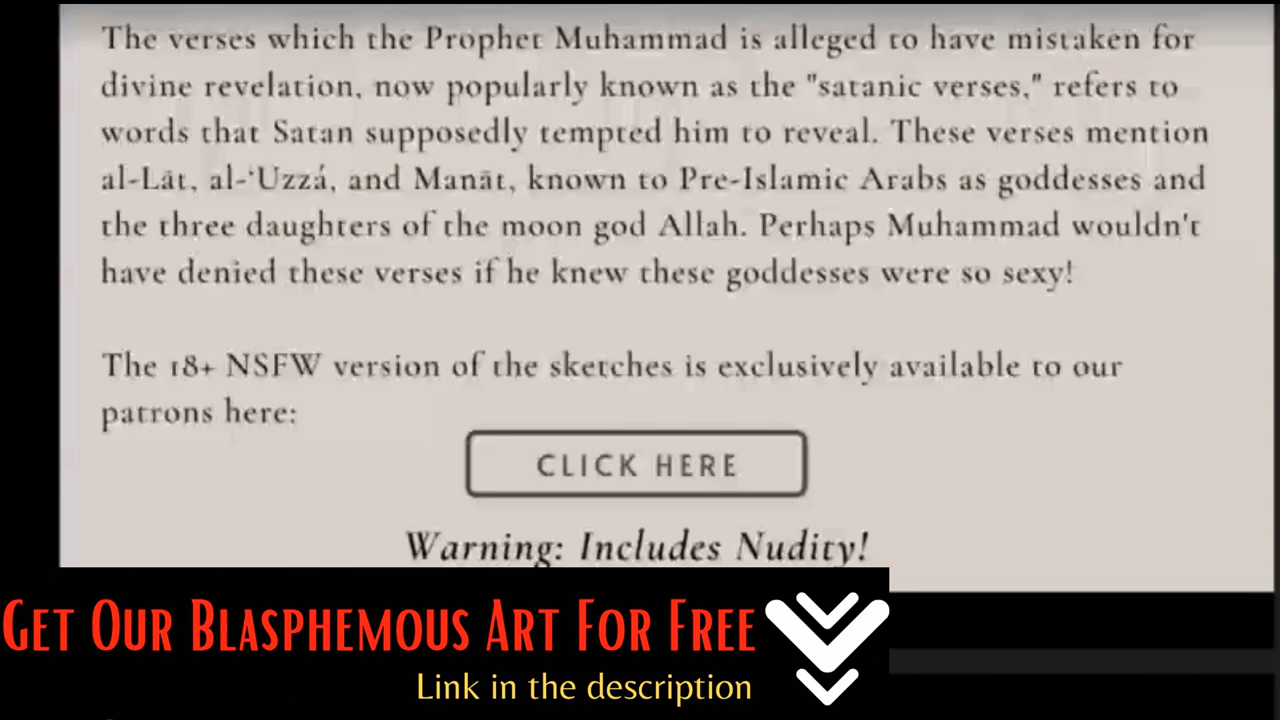 The verses which the Prophet Muhammad is alleged to have mistaken for
divine revelation, now popularly known as the "satanic verses," refers to
words that Satan supposedly tempted him to reveal. These verses mention
al-Lāt, al-ʻUzzá, and Manāt, known to Pre-Islamic Arabs as goddesses and
the three daughters of the moon god Allah. Perhaps Muhammad wouldn't
have denied these verses if he knew these goddesses were so sexy!
The 18+ NSFW version of the sketches is exclusively available to our
patrons here:
CLICK HERE
Warning: Includes Nudity!
Get Our Blasphemous Art For Free
Link in the description